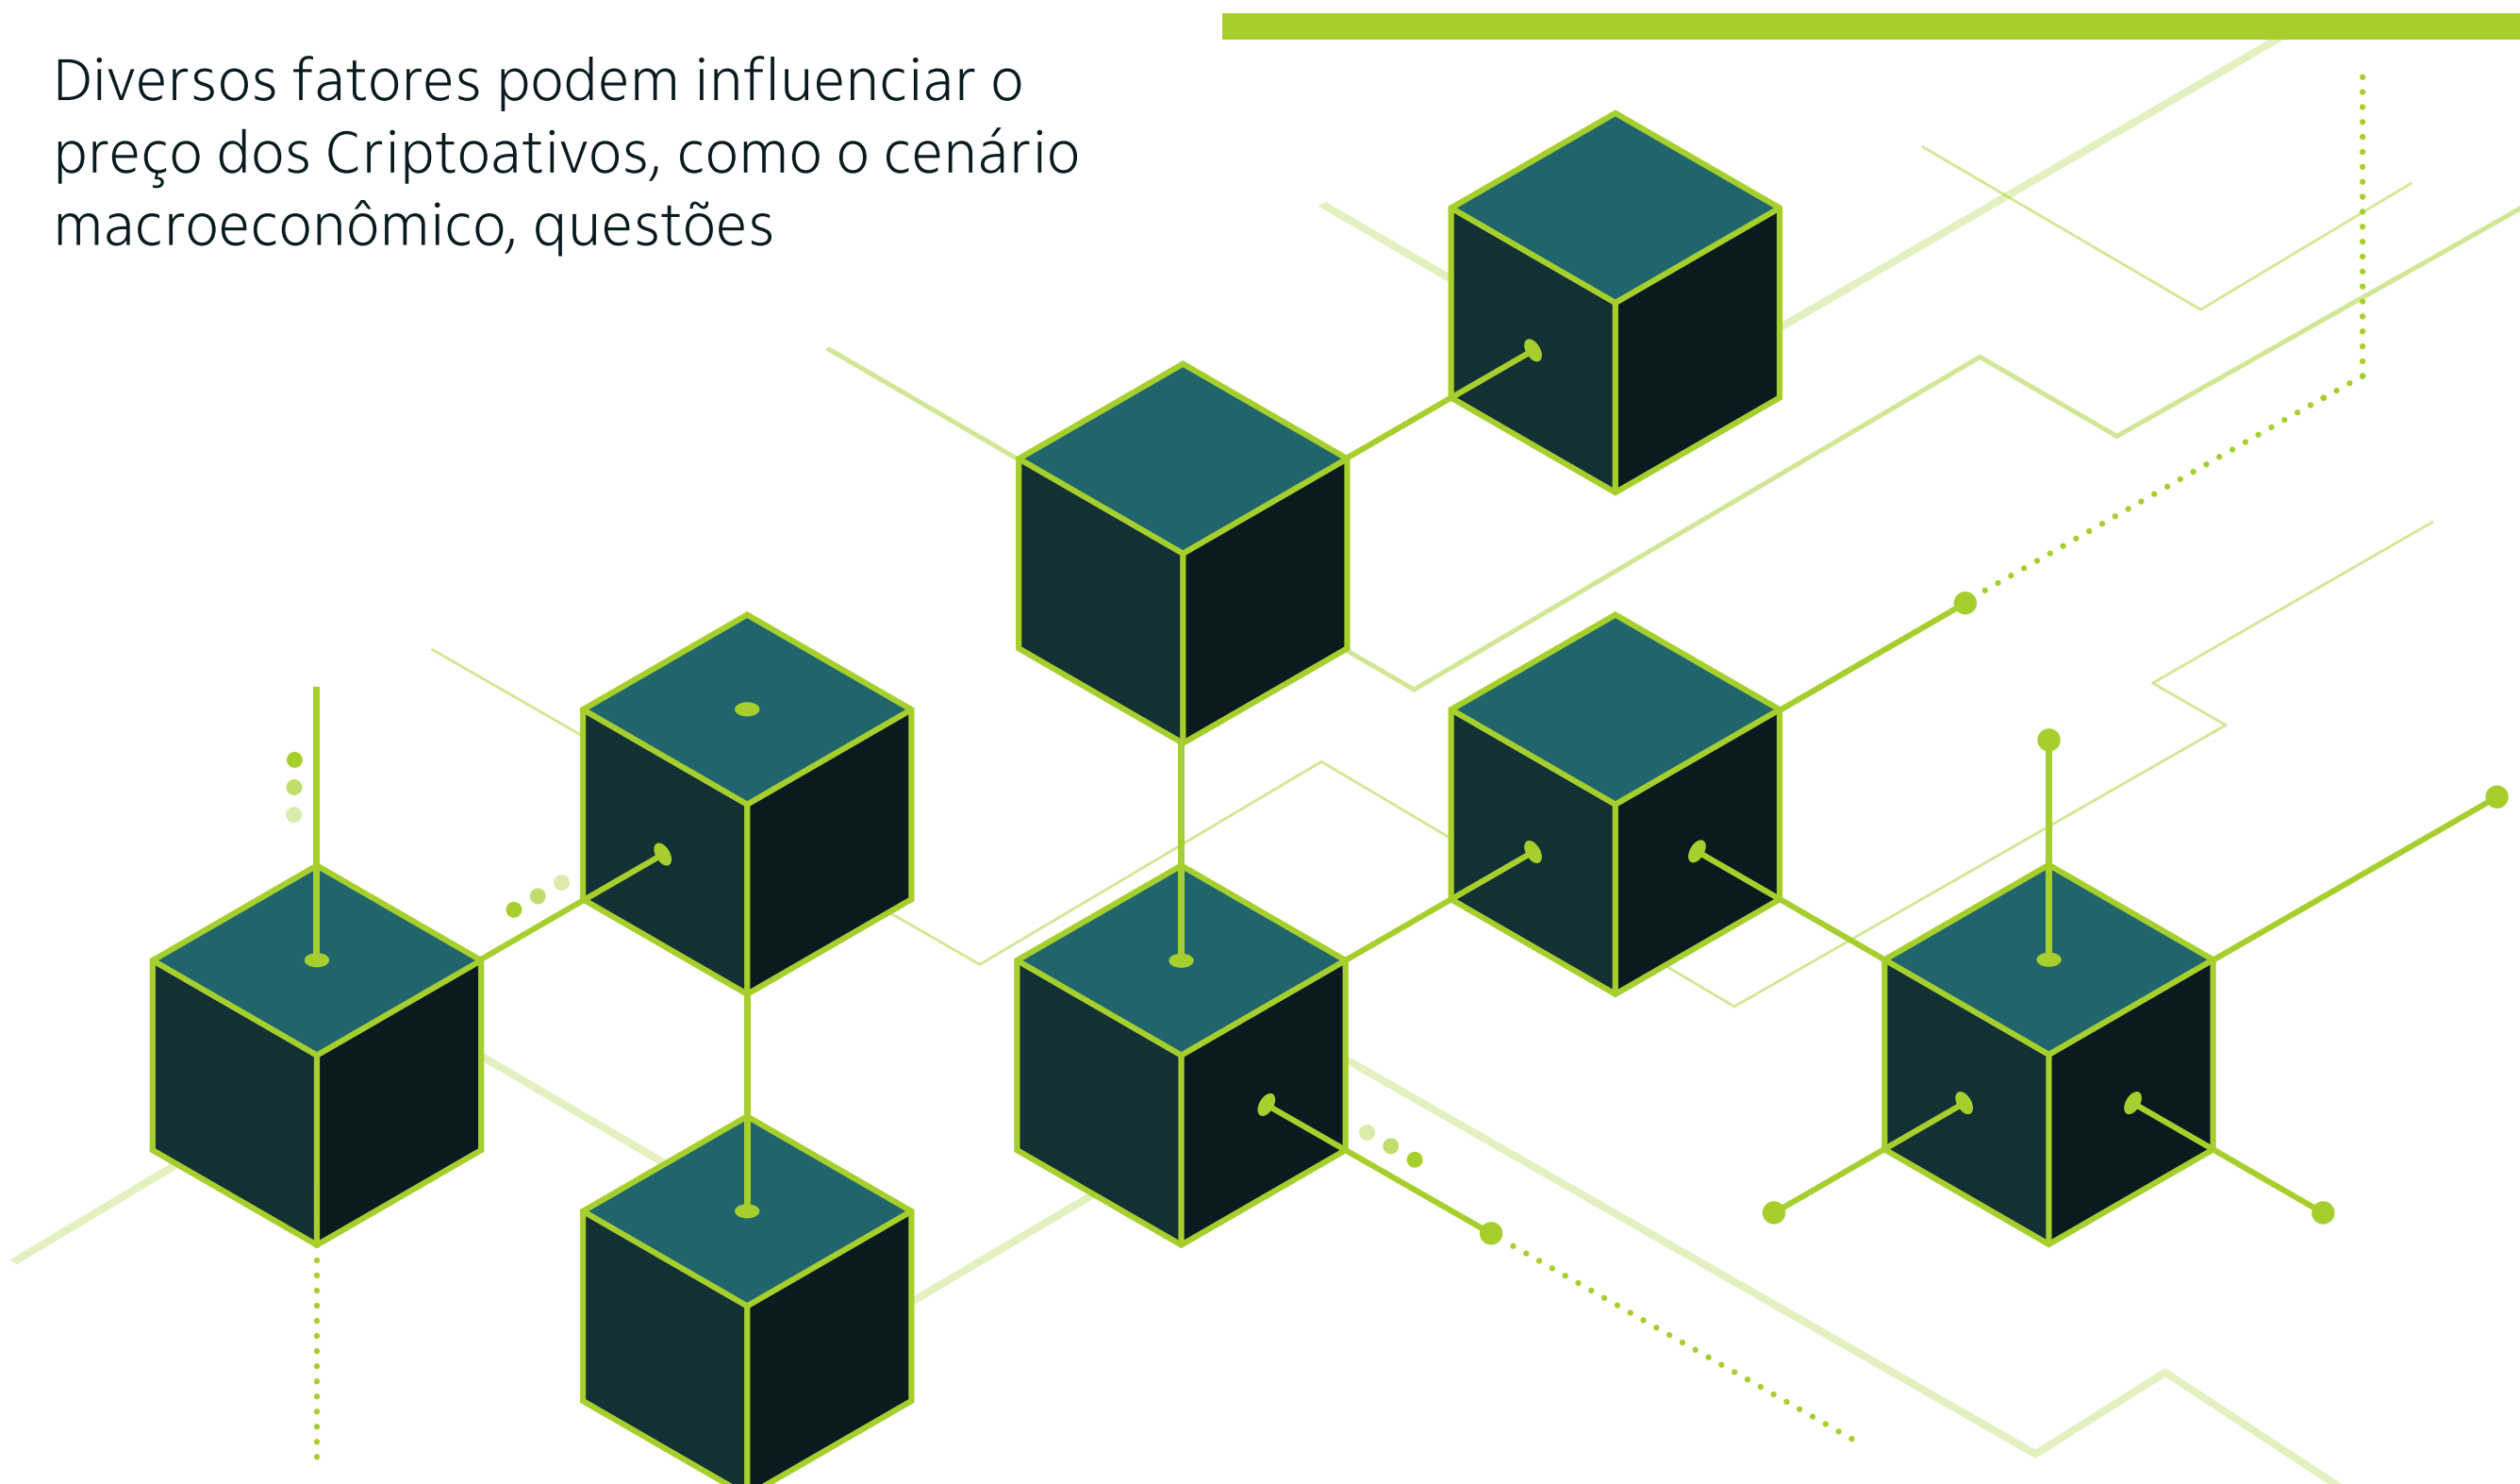 Diversos fatores podem influenciar o
preço dos Criptoativos, como o cenário
macroeconômico, questões